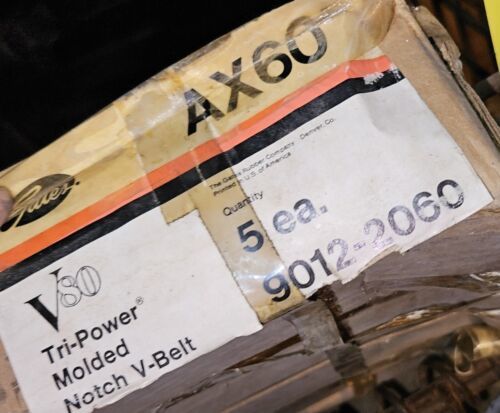 AX60
Gates
The Gates Rubber Company, Denver, Co.
Printed in U.S. of America
Quantity
5 ea.
9012-2060
V80
Tri-Power®
Molded
Notch V-Belt